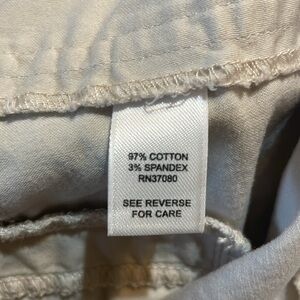 97% COTTON
3% SPANDEX
RN37080
SEE REVERSE
FOR CARE